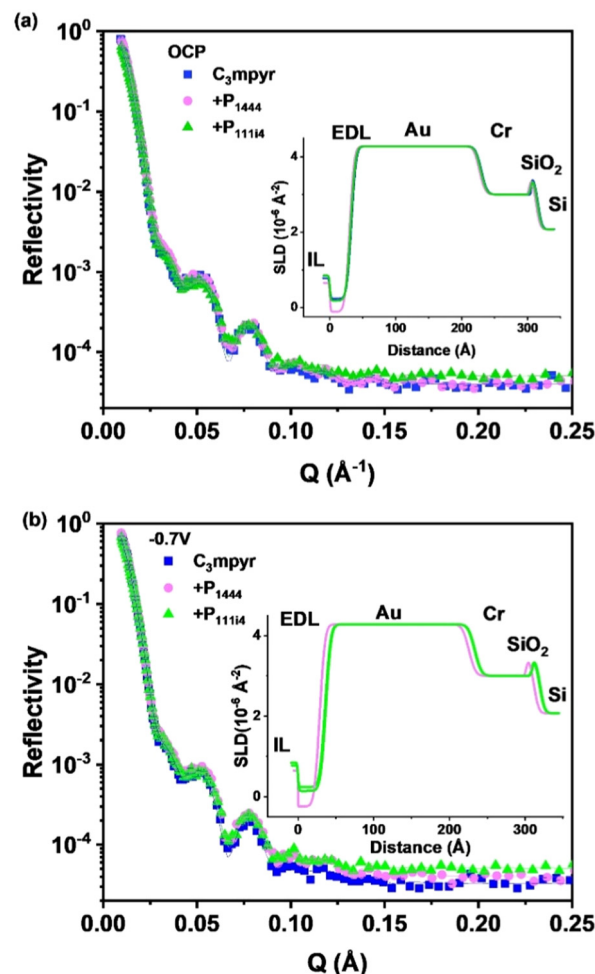 (a)
10⁰
10⁻¹
10⁻²
10⁻³
10⁻⁴
Reflectivity
OCP
C₃mpyr
+P₁₄₄₄
+P₁₁₁ᵢ₄
EDL Au Cr
SiO₂
Si
IL
4
2
0
SLD (10⁻⁶ Å⁻²)
0 100 200 300
Distance (Å)
0.00 0.05 0.10 0.15 0.20 0.25
Q (Å⁻¹)
(b)
10⁰
10⁻¹
10⁻²
10⁻³
10⁻⁴
Reflectivity
-0.7V
C₃mpyr
+P₁₄₄₄
+P₁₁₁ᵢ₄
EDL Au Cr
SiO₂
Si
IL
4
2
0
SLD(10⁻⁶ Å⁻²)
0 100 200 300
Distance (Å)
0.00 0.05 0.10 0.15 0.20 0.25
Q (Å)